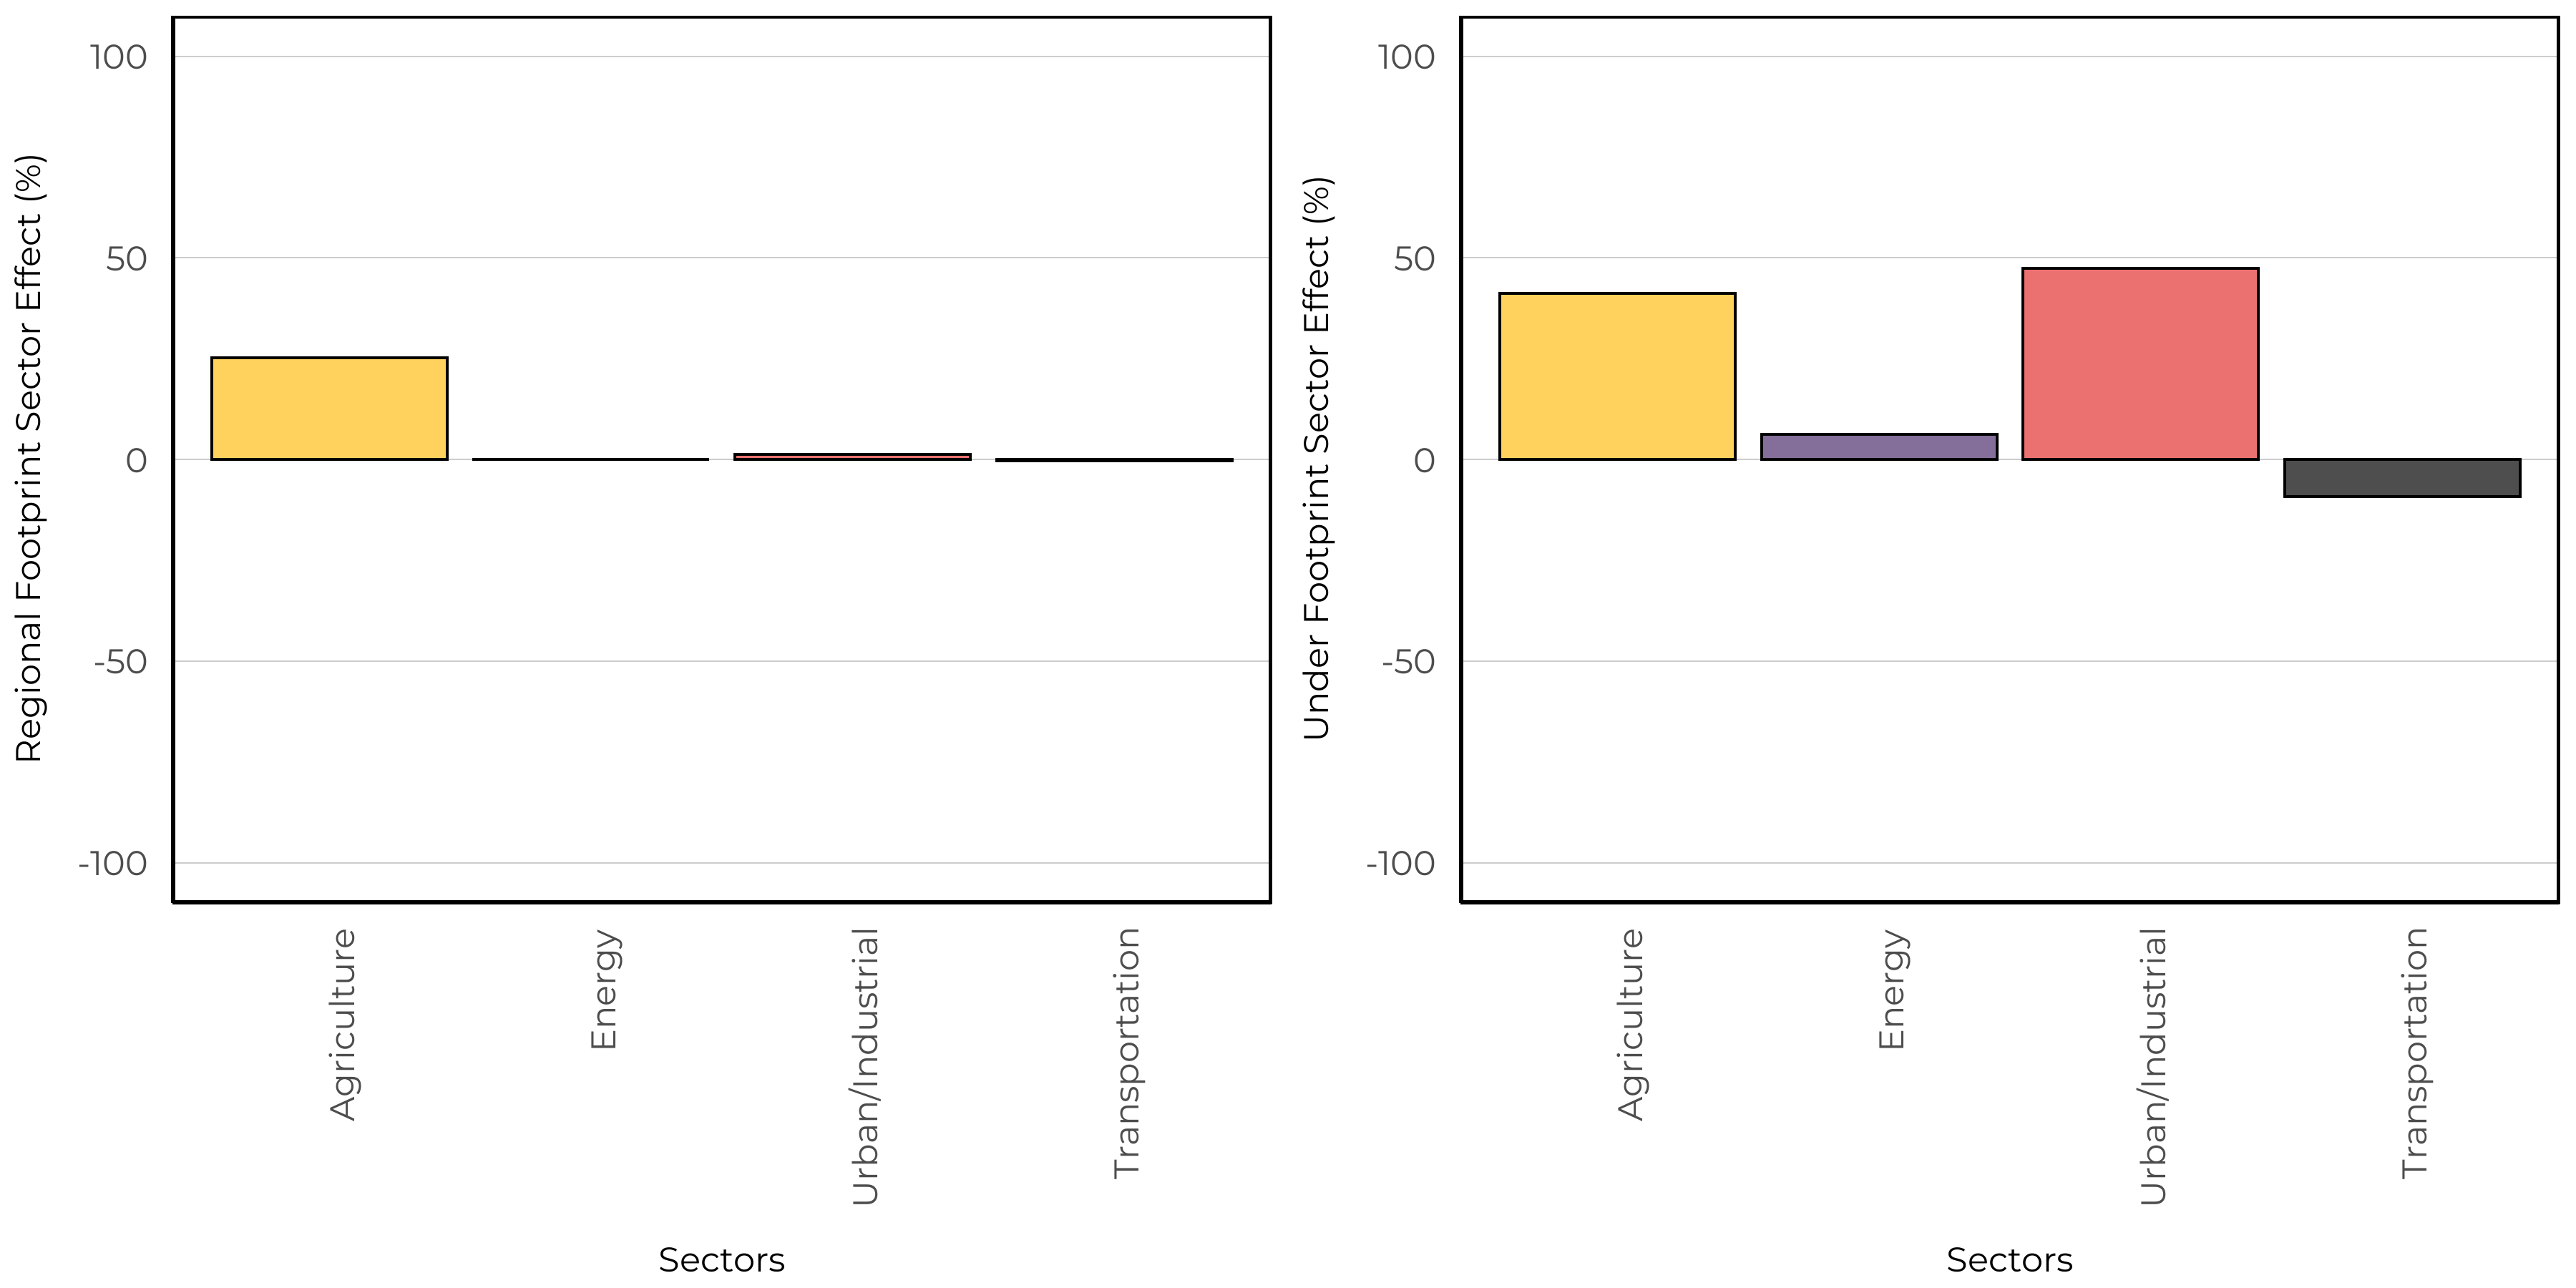 Regional Footprint Sector Effect (%)
100
50
0
-50
-100
Agriculture
Energy
Urban/Industrial
Transportation
Sectors
Under Footprint Sector Effect (%)
100
50
0
-50
-100
Agriculture
Energy
Urban/Industrial
Transportation
Sectors